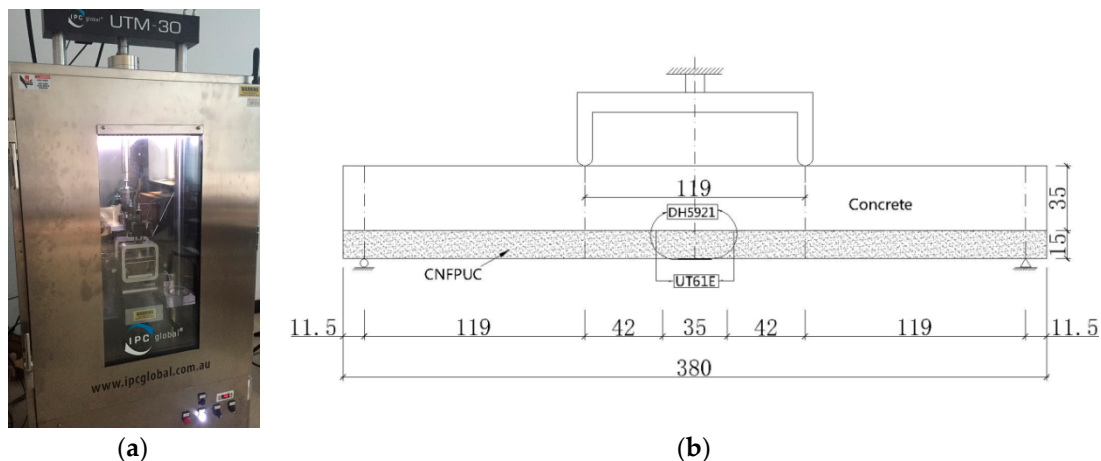 IPC global® UTM-30
WARNING
IPC global®
www.ipcglobal.com.au
(a)
119
DH5921
Concrete
35
15
CNFPUC
UT61E
11.5 119 42 35 42 119 11.5
380
(b)